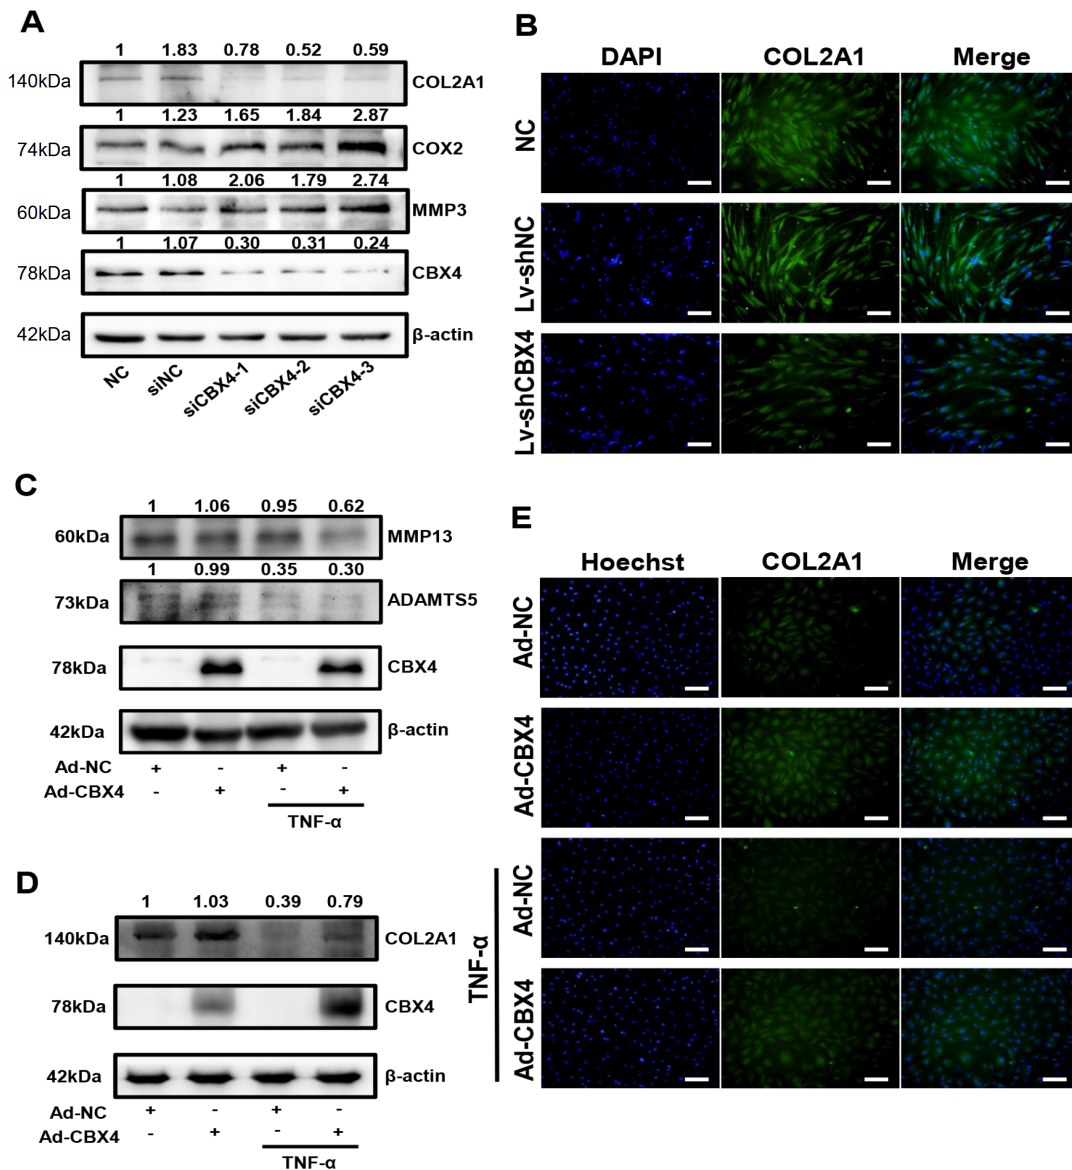 A
1 1.83 0.78 0.52 0.59
140kDa COL2A1
1 1.23 1.65 1.84 2.87
74kDa COX2
1 1.08 2.06 1.79 2.74
60kDa MMP3
1 1.07 0.30 0.31 0.24
78kDa CBX4
42kDa β-actin
NC siNC siCBX4-1 siCBX4-2 siCBX4-3
B
DAPI COL2A1 Merge
NC
Lv-shNC
Lv-shCBX4
C
1 1.06 0.95 0.62
60kDa MMP13
1 0.99 0.35 0.30
73kDa ADAMTS5
78kDa CBX4
42kDa β-actin
Ad-NC + - + -
Ad-CBX4 - + - +
TNF-α
D
1 1.03 0.39 0.79
140kDa COL2A1
78kDa CBX4
42kDa β-actin
Ad-NC + - + -
Ad-CBX4 - + - +
TNF-α
E
Hoechst COL2A1 Merge
Ad-NC
Ad-CBX4
TNF-α
Ad-NC
Ad-CBX4